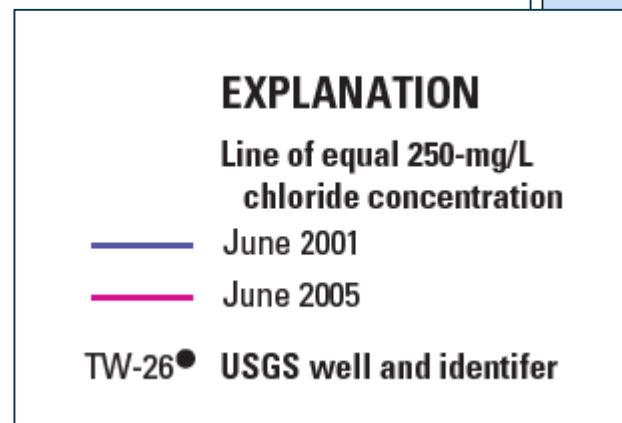 EXPLANATION
Line of equal 250-mg/L
chloride concentration
June 2001
June 2005
TW-26 USGS well and identifer